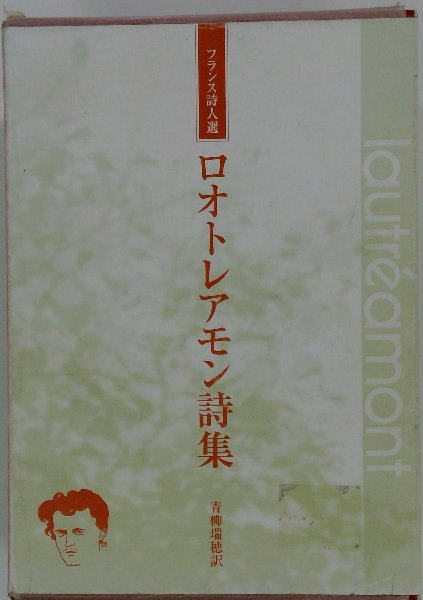 フランス詩人選
ロオトレアモン詩集
青柳瑞穂訳
lautréamont